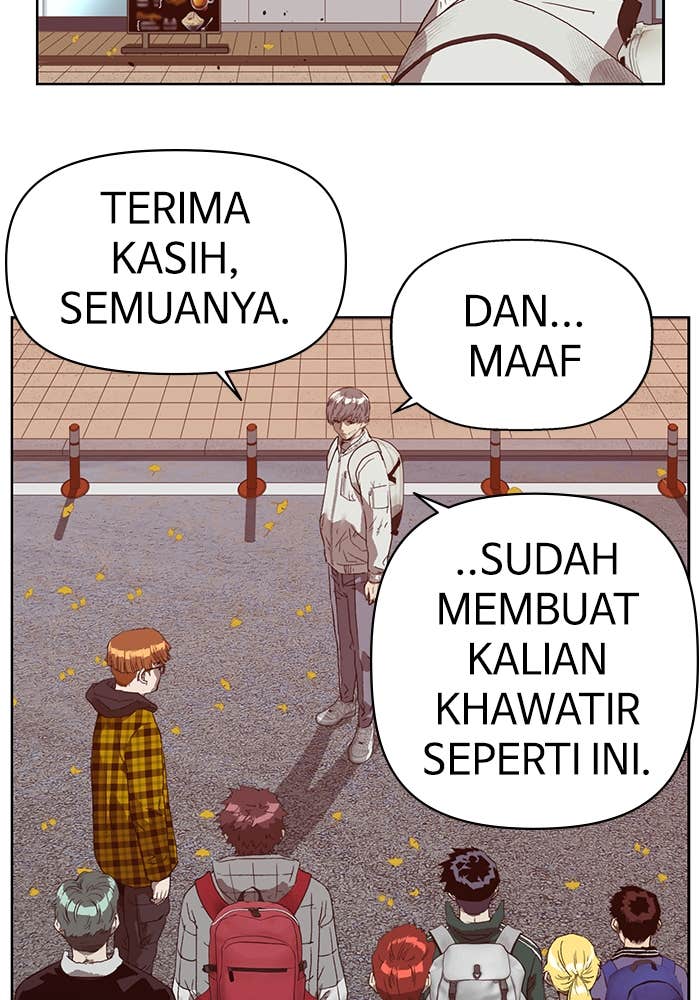 TERIMA
KASIH,
SEMUANYA.
DAN...
MAAF
..SUDAH
MEMBUAT
KALIAN
KHAWATIR
SEPERTI INI.